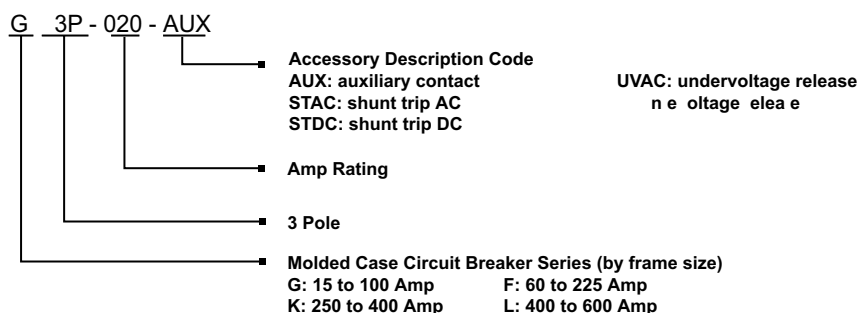 G 3P - 020 - AUX
Accessory Description Code
AUX: auxiliary contact UVAC: undervoltage release
STAC: shunt trip AC n e oltage elea e
STDC: shunt trip DC
Amp Rating
3 Pole
Molded Case Circuit Breaker Series (by frame size)
G: 15 to 100 Amp F: 60 to 225 Amp
K: 250 to 400 Amp L: 400 to 600 Amp